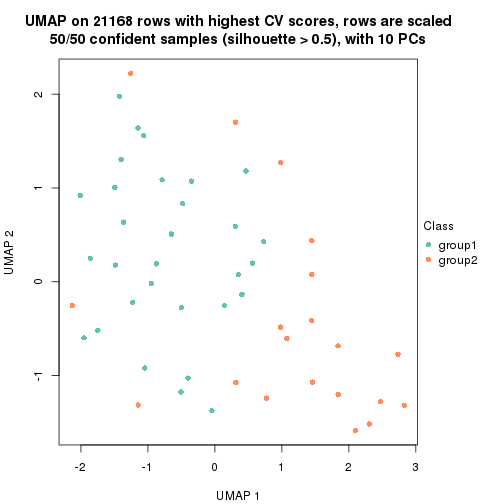 UMAP on 21168 rows with highest CV scores, rows are scaled
50/50 confident samples (silhouette > 0.5), with 10 PCs
2
1
0
-1
UMAP 2
-2
-1
0
1
2
3
UMAP 1
Class
group1
group2